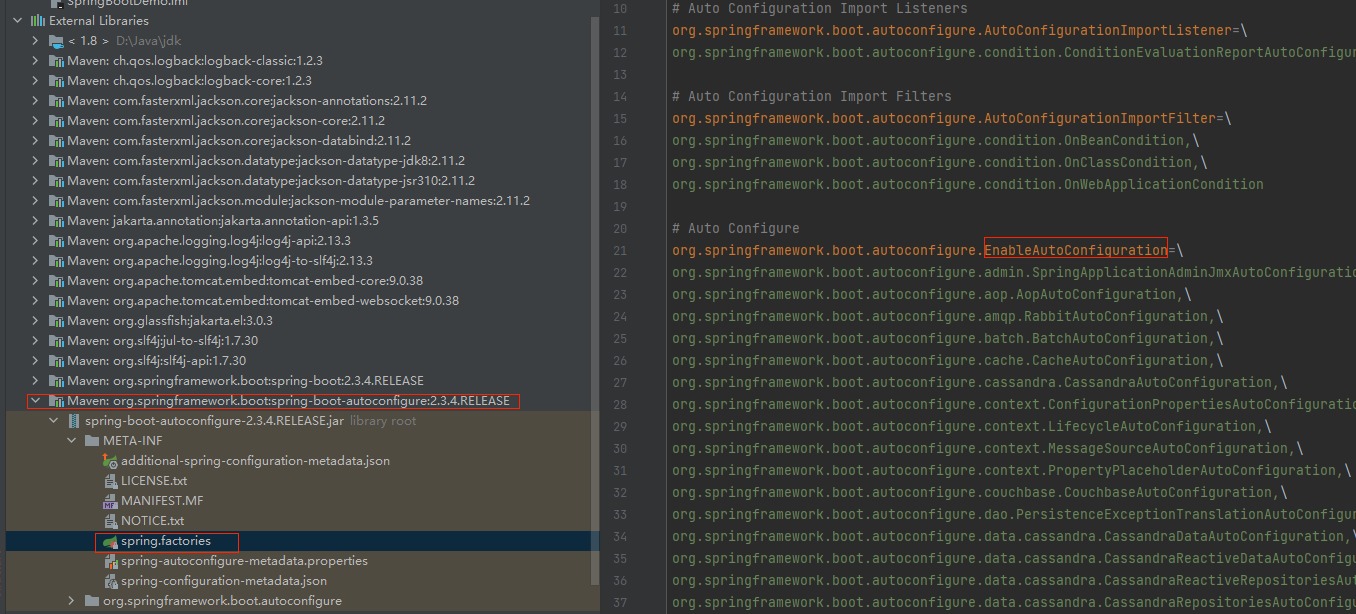 SpringBootDemo.iml
External Libraries
< 1.8 > D:\Java\jdk
Maven: ch.qos.logback:logback-classic:1.2.3
Maven: ch.qos.logback:logback-core:1.2.3
Maven: com.fasterxml.jackson.core:jackson-annotations:2.11.2
Maven: com.fasterxml.jackson.core:jackson-core:2.11.2
Maven: com.fasterxml.jackson.core:jackson-databind:2.11.2
Maven: com.fasterxml.jackson.datatype:jackson-datatype-jdk8:2.11.2
Maven: com.fasterxml.jackson.datatype:jackson-datatype-jsr310:2.11.2
Maven: com.fasterxml.jackson.module:jackson-module-parameter-names:2.11.2
Maven: jakarta.annotation:jakarta.annotation-api:1.3.5
Maven: org.apache.logging.log4j:log4j-api:2.13.3
Maven: org.apache.logging.log4j:log4j-to-slf4j:2.13.3
Maven: org.apache.tomcat.embed:tomcat-embed-core:9.0.38
Maven: org.apache.tomcat.embed:tomcat-embed-websocket:9.0.38
Maven: org.glassfish:jakarta.el:3.0.3
Maven: org.slf4j:jul-to-slf4j:1.7.30
Maven: org.slf4j:slf4j-api:1.7.30
Maven: org.springframework.boot:spring-boot:2.3.4.RELEASE
Maven: org.springframework.boot:spring-boot-autoconfigure:2.3.4.RELEASE
spring-boot-autoconfigure-2.3.4.RELEASE.jar library root
META-INF
additional-spring-configuration-metadata.json
LICENSE.txt
MANIFEST.MF
NOTICE.txt
spring.factories
spring-autoconfigure-metadata.properties
spring-configuration-metadata.json
org.springframework.boot.autoconfigure
10 # Auto Configuration Import Listeners
11 org.springframework.boot.autoconfigure.AutoConfigurationImportListener=\
12 org.springframework.boot.autoconfigure.condition.ConditionEvaluationReportAutoConfigur
13
14 # Auto Configuration Import Filters
15 org.springframework.boot.autoconfigure.AutoConfigurationImportFilter=\
16 org.springframework.boot.autoconfigure.condition.OnBeanCondition,\
17 org.springframework.boot.autoconfigure.condition.OnClassCondition,\
18 org.springframework.boot.autoconfigure.condition.OnWebApplicationCondition
19
20 # Auto Configure
21 org.springframework.boot.autoconfigure.EnableAutoConfiguration=\
22 org.springframework.boot.autoconfigure.admin.SpringApplicationAdminJmxAutoConfiguratio
23 org.springframework.boot.autoconfigure.aop.AopAutoConfiguration,\
24 org.springframework.boot.autoconfigure.amqp.RabbitAutoConfiguration,\
25 org.springframework.boot.autoconfigure.batch.BatchAutoConfiguration,\
26 org.springframework.boot.autoconfigure.cache.CacheAutoConfiguration,\
27 org.springframework.boot.autoconfigure.cassandra.CassandraAutoConfiguration,\
28 org.springframework.boot.autoconfigure.context.ConfigurationPropertiesAutoConfiguratio
29 org.springframework.boot.autoconfigure.context.LifecycleAutoConfiguration,\
30 org.springframework.boot.autoconfigure.context.MessageSourceAutoConfiguration,\
31 org.springframework.boot.autoconfigure.context.PropertyPlaceholderAutoConfiguration,\
32 org.springframework.boot.autoconfigure.couchbase.CouchbaseAutoConfiguration,\
33 org.springframework.boot.autoconfigure.dao.PersistenceExceptionTranslationAutoConfigur
34 org.springframework.boot.autoconfigure.data.cassandra.CassandraDataAutoConfiguration,\
35 org.springframework.boot.autoconfigure.data.cassandra.CassandraReactiveDataAutoConfigu
36 org.springframework.boot.autoconfigure.data.cassandra.CassandraReactiveRepositoriesAut
37 org.springframework.boot.autoconfigure.data.cassandra.CassandraRepositoriesAutoConfigu